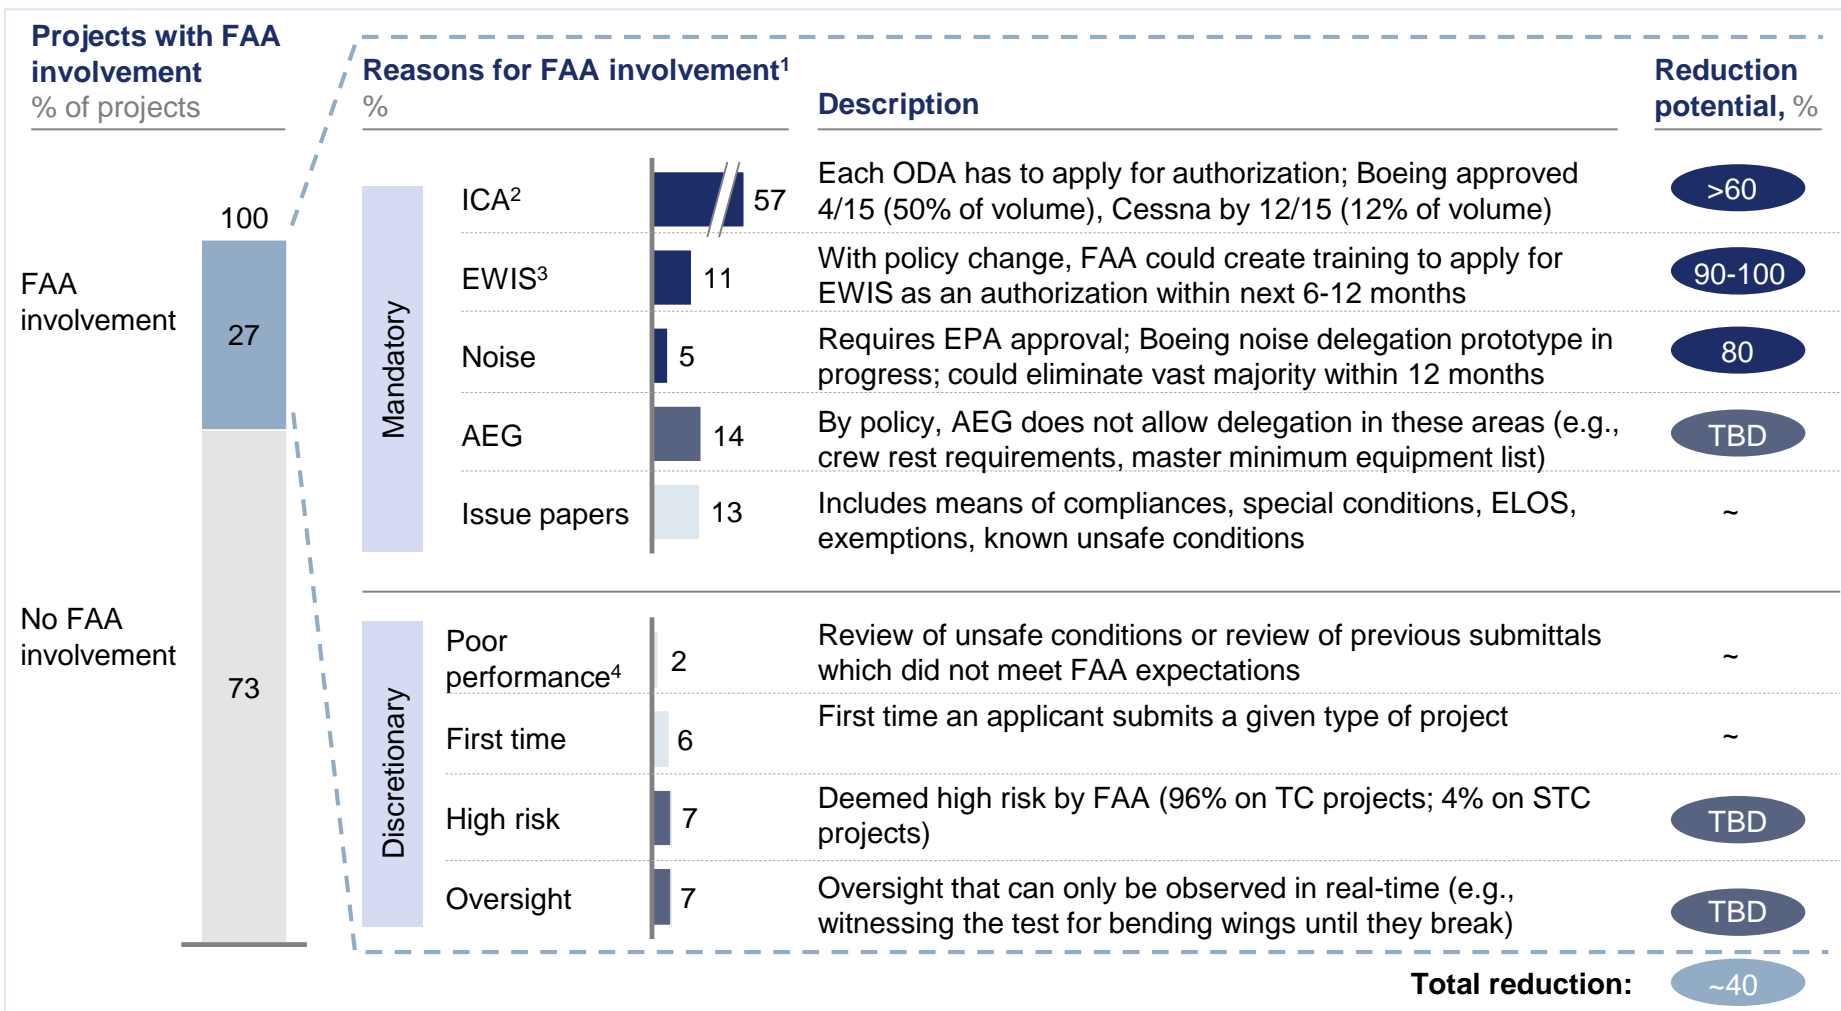 Projects with FAA
involvement
% of projects
100
FAA
involvement
27
No FAA
involvement
73
Reasons for FAA involvement¹
%
Description
Reduction
potential, %
Mandatory
ICA²
57
Each ODA has to apply for authorization; Boeing approved
4/15 (50% of volume), Cessna by 12/15 (12% of volume)
>60
EWIS³
11
With policy change, FAA could create training to apply for
EWIS as an authorization within next 6-12 months
90-100
Noise
5
Requires EPA approval; Boeing noise delegation prototype in
progress; could eliminate vast majority within 12 months
80
AEG
14
By policy, AEG does not allow delegation in these areas (e.g.,
crew rest requirements, master minimum equipment list)
TBD
Issue papers
13
Includes means of compliances, special conditions, ELOS,
exemptions, known unsafe conditions
~
Discretionary
Poor
performance⁴
2
Review of unsafe conditions or review of previous submittals
which did not meet FAA expectations
~
First time
6
First time an applicant submits a given type of project
~
High risk
7
Deemed high risk by FAA (96% on TC projects; 4% on STC
projects)
TBD
Oversight
7
Oversight that can only be observed in real-time (e.g.,
witnessing the test for bending wings until they break)
TBD
Total reduction:
~40